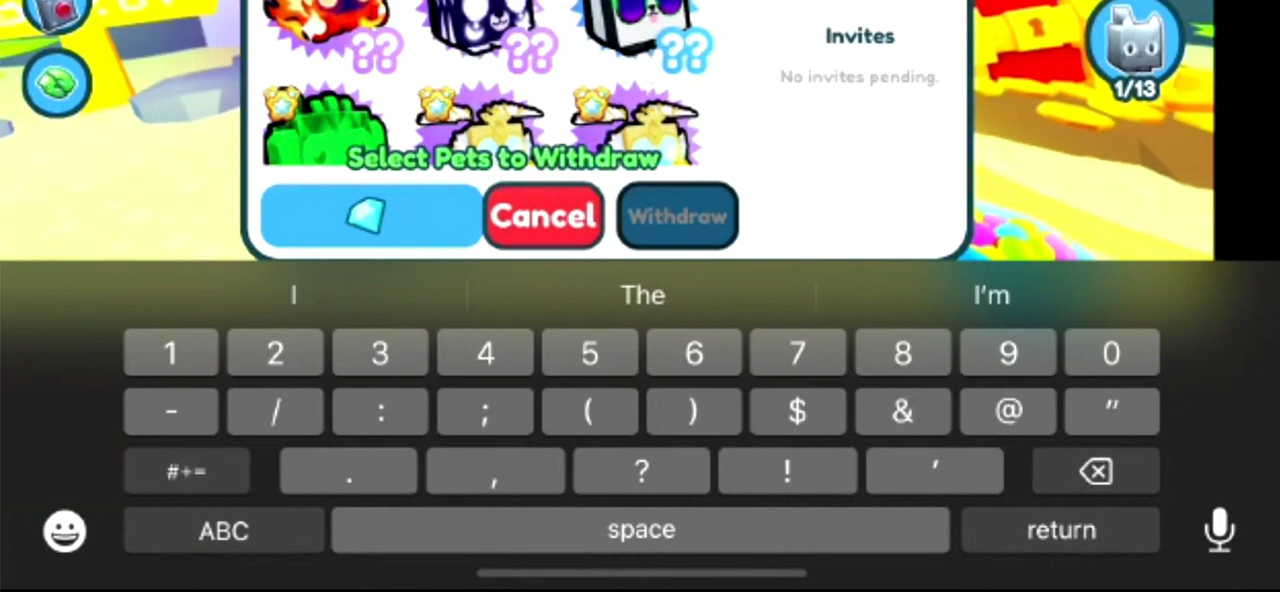 ?? ?? ??
Invites
No invites pending.
1/13
Select Pets to Withdraw
Cancel
Withdraw
I The I'm
1 2 3 4 5 6 7 8 9 0
- / : ; ( ) $ & @ "
#+= . , ? ! '
ABC space return